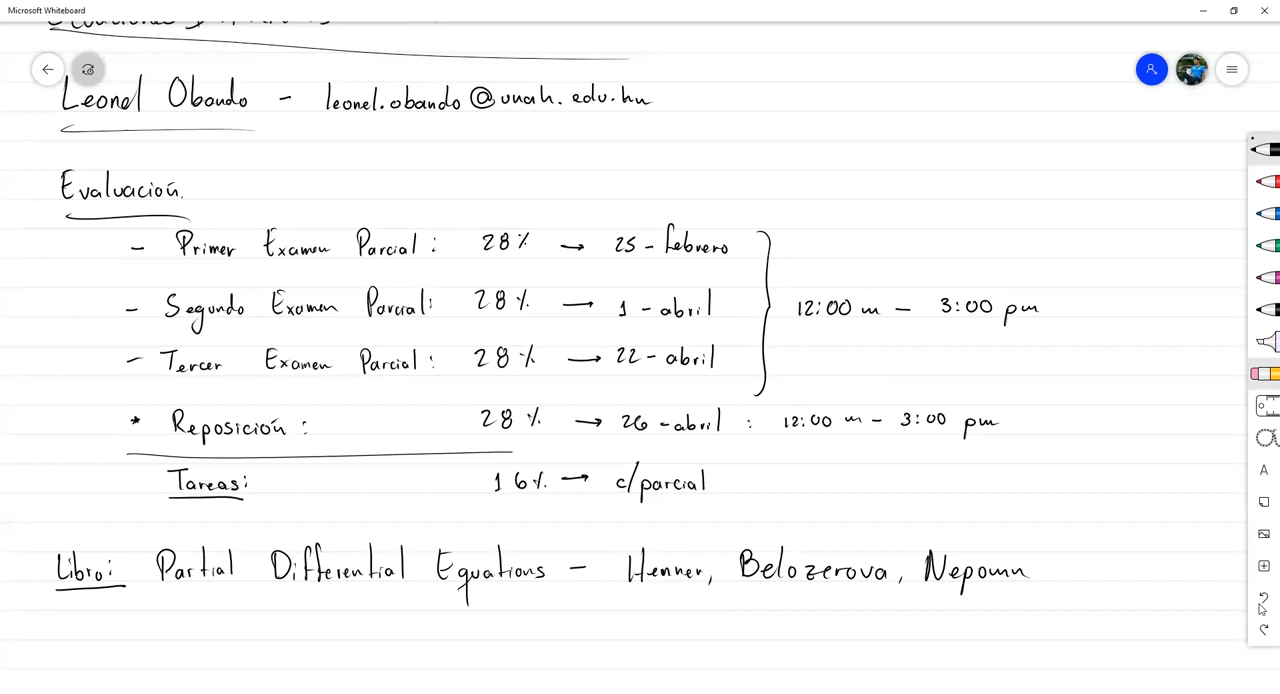 Microsoft Whiteboard
Leonel Obando - leonel.obando@unah.edu.hn
Evaluación.
- Primer Examen Parcial: 28% → 25 - febrero
- Segundo Examen Parcial: 28% → 1 - abril
12:00 m - 3:00 pm
- Tercer Examen Parcial: 28% → 22 - abril
* Reposición: 28% → 26 - abril: 12:00 m - 3:00 pm
Tareas: 16% → c/parcial
Libro: Partial Differential Equations - Henner, Belozerova, Nepomn
A